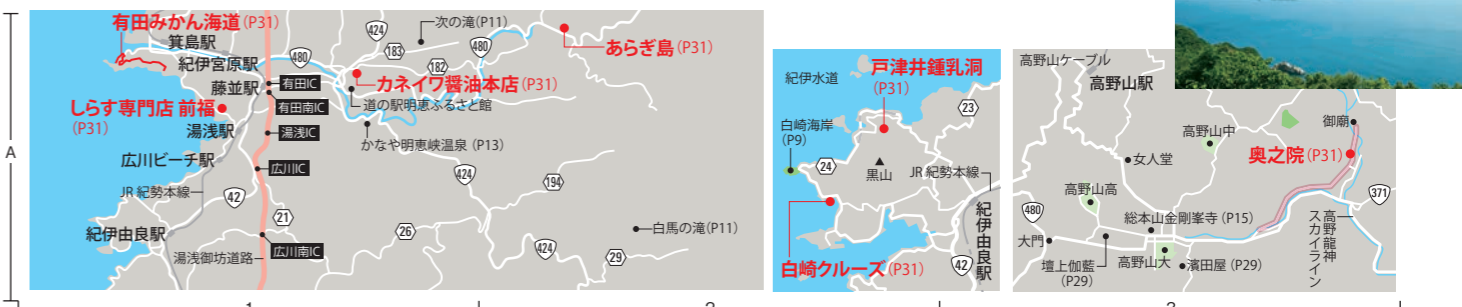 有田みかん海道(P31)
箕島駅
480
紀伊宮原駅
藤並駅
有田IC
有田南IC
しらす専門店 前福
(P31)
湯浅駅
湯浅IC
広川ビーチ駅
広川IC
JR紀勢本線
42
21
紀伊由良駅
広川南IC
湯浅御坊道路
424
次の滝(P11)
183
480
182
あらぎ島(P31)
カネイワ醤油本店(P31)
道の駅明恵ふるさと館
かなや明恵峡温泉(P13)
424
194
26
424
白馬の滝(P11)
29
紀伊水道
戸津井鍾乳洞
(P31)
23
白崎海岸
(P9)
24
黒山
JR紀勢本線
紀伊由良駅
白崎クルーズ(P31)
42
高野山ケーブル
高野山駅
御廟
高野山中
女人堂
奥之院(P31)
高野山高
371
480
総本山金剛峯寺(P15)
高野龍神
スカイライン
大門
壇上伽藍
(P29)
高野山大
濱田屋(P29)
A